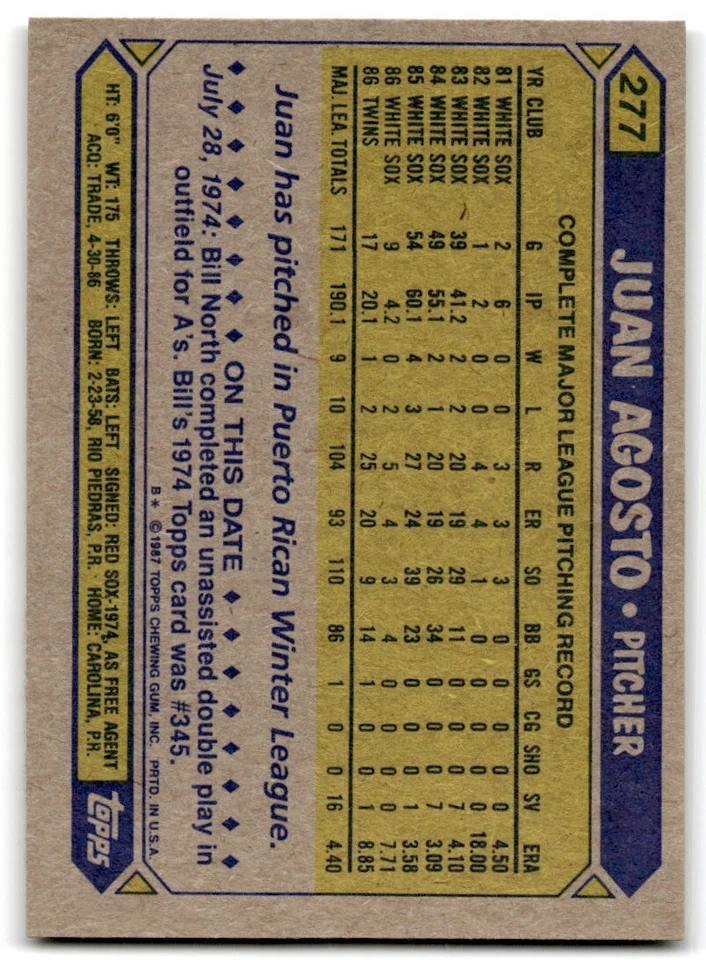 277 JUAN AGOSTO • PITCHER
COMPLETE MAJOR LEAGUE PITCHING RECORD
YR CLUB G IP W L R ER SO BB GS CG SHO SV ERA
81 WHITE SOX 2 6 0 0 3 3 3 0 0 0 0 0 4.50
82 WHITE SOX 1 2 0 0 4 4 1 0 0 0 0 0 18.00
83 WHITE SOX 39 41.2 2 2 20 19 29 11 0 0 0 7 4.10
84 WHITE SOX 49 55.1 2 1 20 19 26 34 0 0 0 7 3.09
85 WHITE SOX 54 60.1 4 3 27 24 39 23 0 0 0 1 3.58
86 WHITE SOX 9 4.2 0 2 5 4 3 4 0 0 0 0 7.71
86 TWINS 17 20.1 1 2 25 20 9 14 1 0 0 1 8.85
MAJ. LEA. TOTALS 171 190.1 9 10 104 93 110 86 1 0 0 16 4.40
Juan has pitched in Puerto Rican Winter League.
ON THIS DATE
July 28, 1974: Bill North completed an unassisted double play in
outfield for A's. Bill's 1974 Topps card was #345.
B* © 1987 TOPPS CHEWING GUM, INC. PRTD. IN U.S.A.
HT: 6'0" WT: 175 THROWS: LEFT BATS: LEFT SIGNED: RED SOX-1974, AS FREE AGENT
ACQ: TRADE, 4-30-86 BORN: 2-23-58, RIO PIEDRAS, P.R. HOME: CAROLINA, P.R.
TOPPS